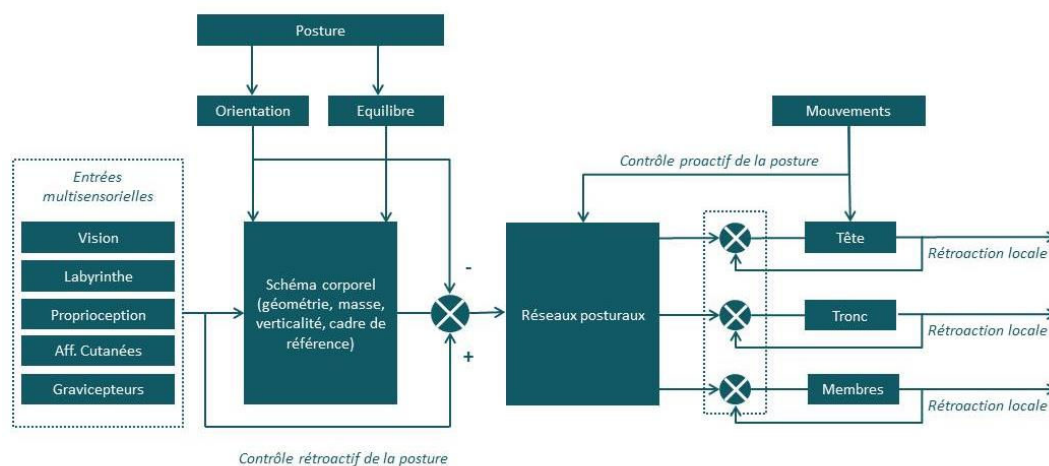 Posture
Orientation
Equilibre
Mouvements
Contrôle proactif de la posture
Entrées
multisensorielles
Vision
Labyrinthe
Proprioception
Aff. Cutanées
Gravicepteurs
Schéma corporel
(géométrie, masse,
verticalité, cadre de
référence)
-
+
Réseaux posturaux
Tête
Rétroaction locale
Tronc
Rétroaction locale
Membres
Rétroaction locale
Contrôle rétroactif de la posture